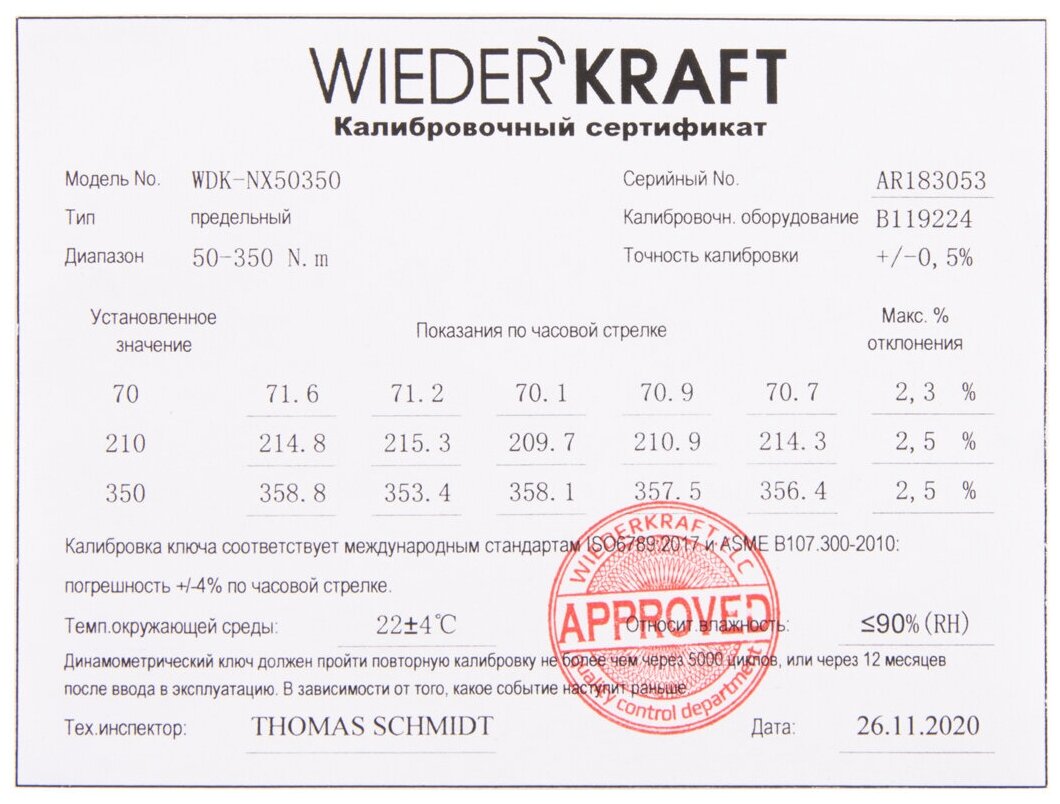 WIEDERKRAFT
Калибровочный сертификат
Модель No. WDK-NX50350 Серийный No. AR183053
Тип предельный Калибровочн. оборудование B119224
Диапазон 50-350 N.m Точность калибровки +/-0,5%
Установленное значение Показания по часовой стрелке Макс. % отклонения
70 71.6 71.2 70.1 70.9 70.7 2,3 %
210 214.8 215.3 209.7 210.9 214.3 2,5 %
350 358.8 353.4 358.1 357.5 356.4 2,5 %
Калибровка ключа соответствует международным стандартам ISO6789:2017 и ASME B107.300-2010:
погрешность +/-4% по часовой стрелке.
Темп.окружающей среды: 22±4℃ Относит.влажность: ≤90%(RH)
Динамометрический ключ должен пройти повторную калибровку не более чем через 5000 циклов, или через 12 месяцев
после ввода в эксплуатацию. В зависимости от того, какое событие наступит раньше.
Тех.инспектор: THOMAS SCHMIDT Дата: 26.11.2020
WIEDERKRAFT LLC
APPROVED
quality control department